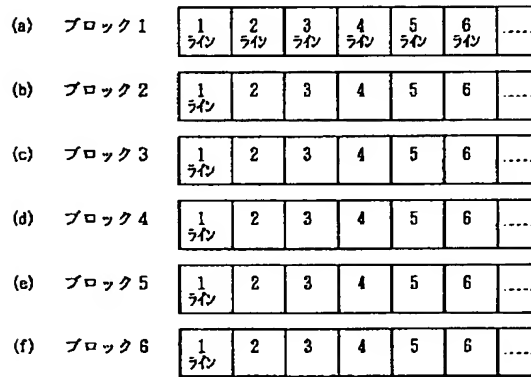 (a) ブロック1 1 2 3 4 5 6 .....
ライン ライン ライン ライン ライン ライン
(b) ブロック2 1 2 3 4 5 6 .....
ライン
(c) ブロック3 1 2 3 4 5 6 .....
ライン
(d) ブロック4 1 2 3 4 5 6 .....
ライン
(e) ブロック5 1 2 3 4 5 6 .....
ライン
(f) ブロック6 1 2 3 4 5 6 .....
ライン